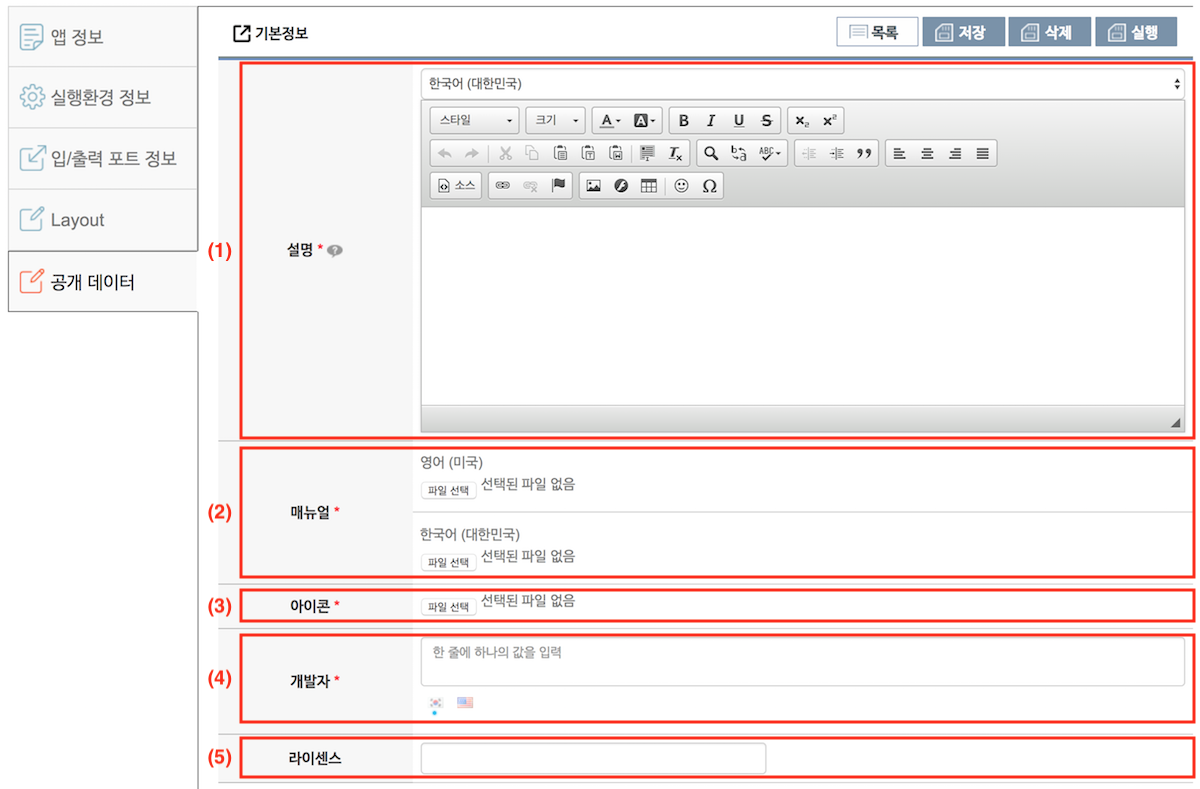 앱 정보
실행환경 정보
입/출력 포트 정보
Layout
공개 데이터
기본정보
목록 저장 삭제 실행
(1)
설명 *
?
한국어 (대한민국)
스타일 크기 A A B I U S x₂ x²
소스 Ω
(2)
매뉴얼 *
영어 (미국)
파일 선택 선택된 파일 없음
한국어 (대한민국)
파일 선택 선택된 파일 없음
(3)
아이콘 *
파일 선택 선택된 파일 없음
(4)
개발자 *
한 줄에 하나의 값을 입력
(5)
라이센스